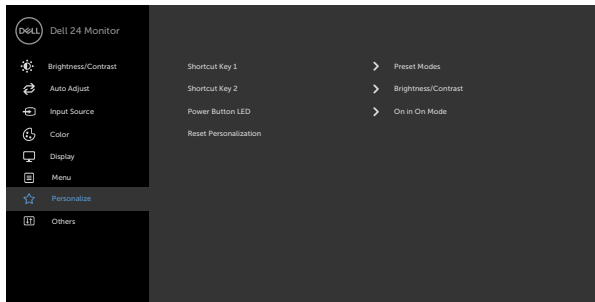 DELL Dell 24 Monitor
Brightness/Contrast
Auto Adjust
Input Source
Color
Display
Menu
Personalize
Others
Shortcut Key 1 Preset Modes
Shortcut Key 2 Brightness/Contrast
Power Button LED On in On Mode
Reset Personalization